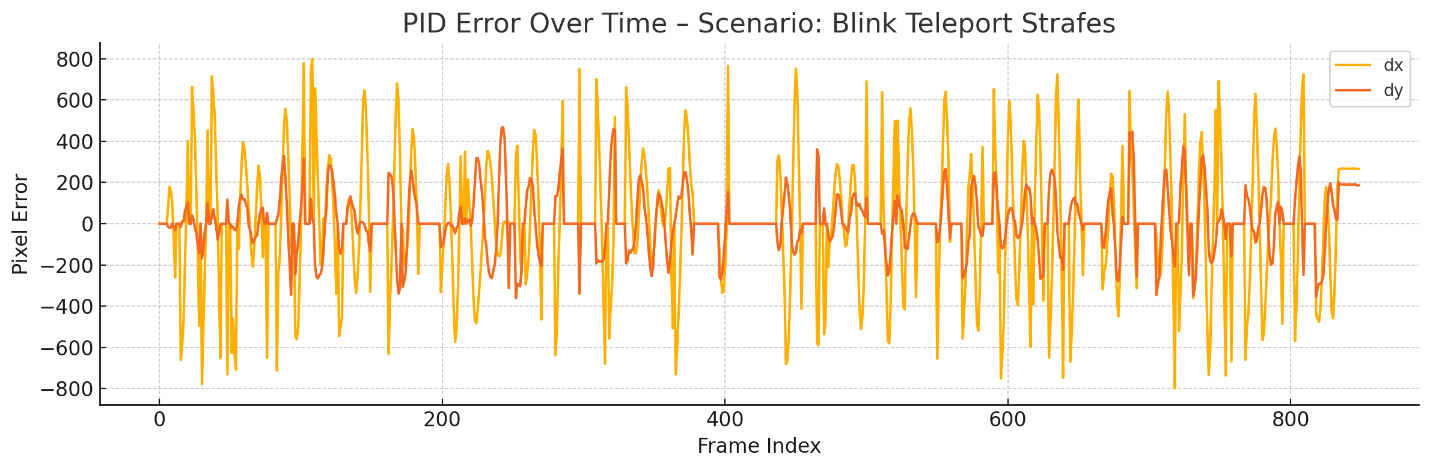 PID Error Over Time – Scenario: Blink Teleport Strafes
800
600
400
200
0
−200
−400
−600
−800
Pixel Error
dx
dy
0 200 400 600 800
Frame Index